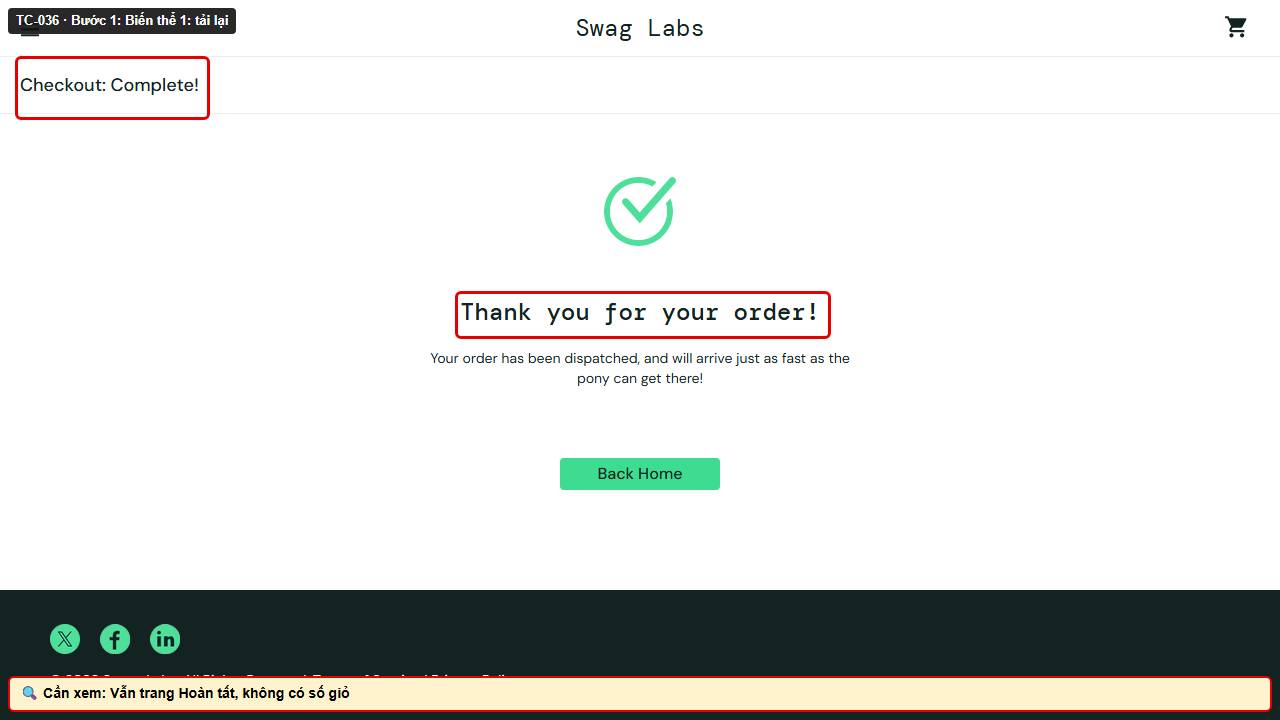 TC-036 · Bước 1: Biến thể 1: tải lại
Swag Labs
Checkout: Complete!
Thank you for your order!
Your order has been dispatched, and will arrive just as fast as the
pony can get there!
Back Home
Cần xem: Vẫn trang Hoàn tất, không có số giỏ